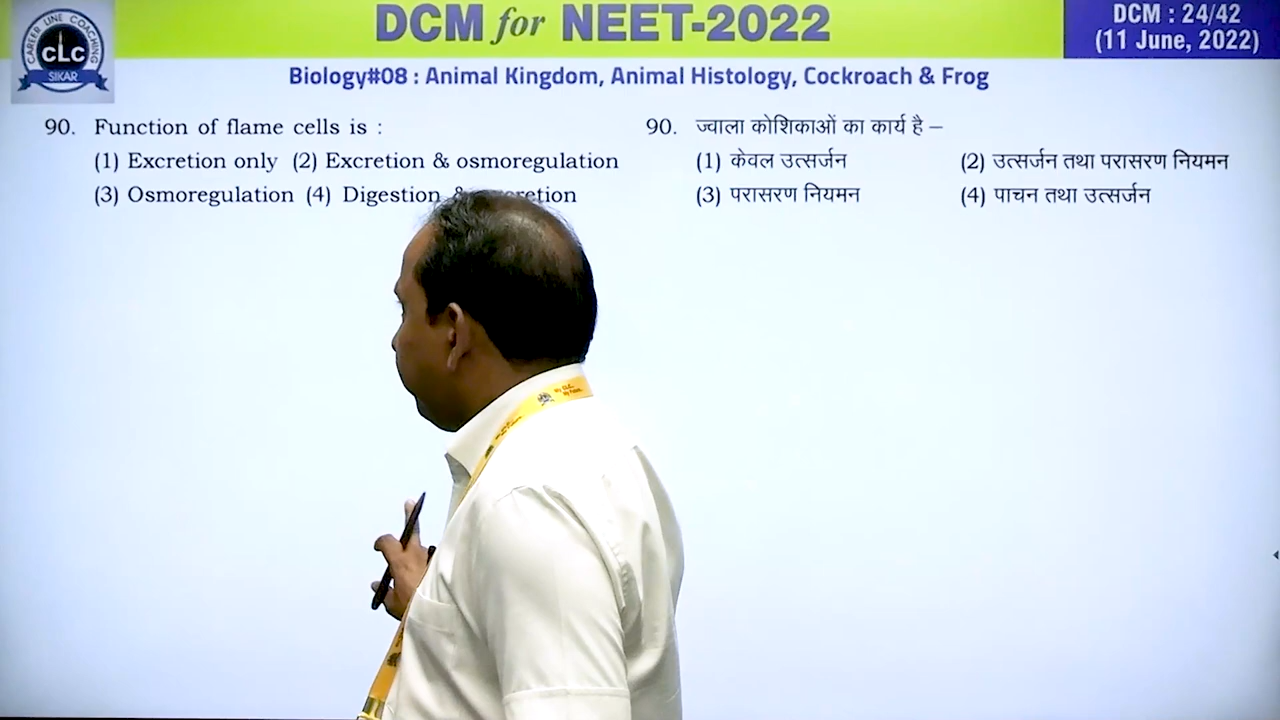 DCM for NEET-2022
DCM : 24/42
(11 June, 2022)
CAREER LINE COACHING
CLC
SIKAR
Biology#08 : Animal Kingdom, Animal Histology, Cockroach & Frog
90. Function of flame cells is :
(1) Excretion only (2) Excretion & osmoregulation
(3) Osmoregulation (4) Digestion
90. ज्वाला कोशिकाओं का कार्य है –
(1) केवल उत्सर्जन (2) उत्सर्जन तथा परासरण नियमन
(3) परासरण नियमन (4) पाचन तथा उत्सर्जन